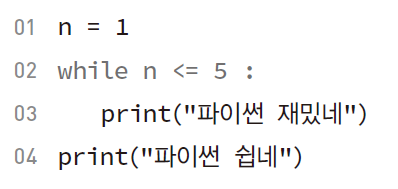 01 n = 1
02 while n <= 5 :
03 print("파이썬 재밌네")
04 print("파이썬 쉽네")